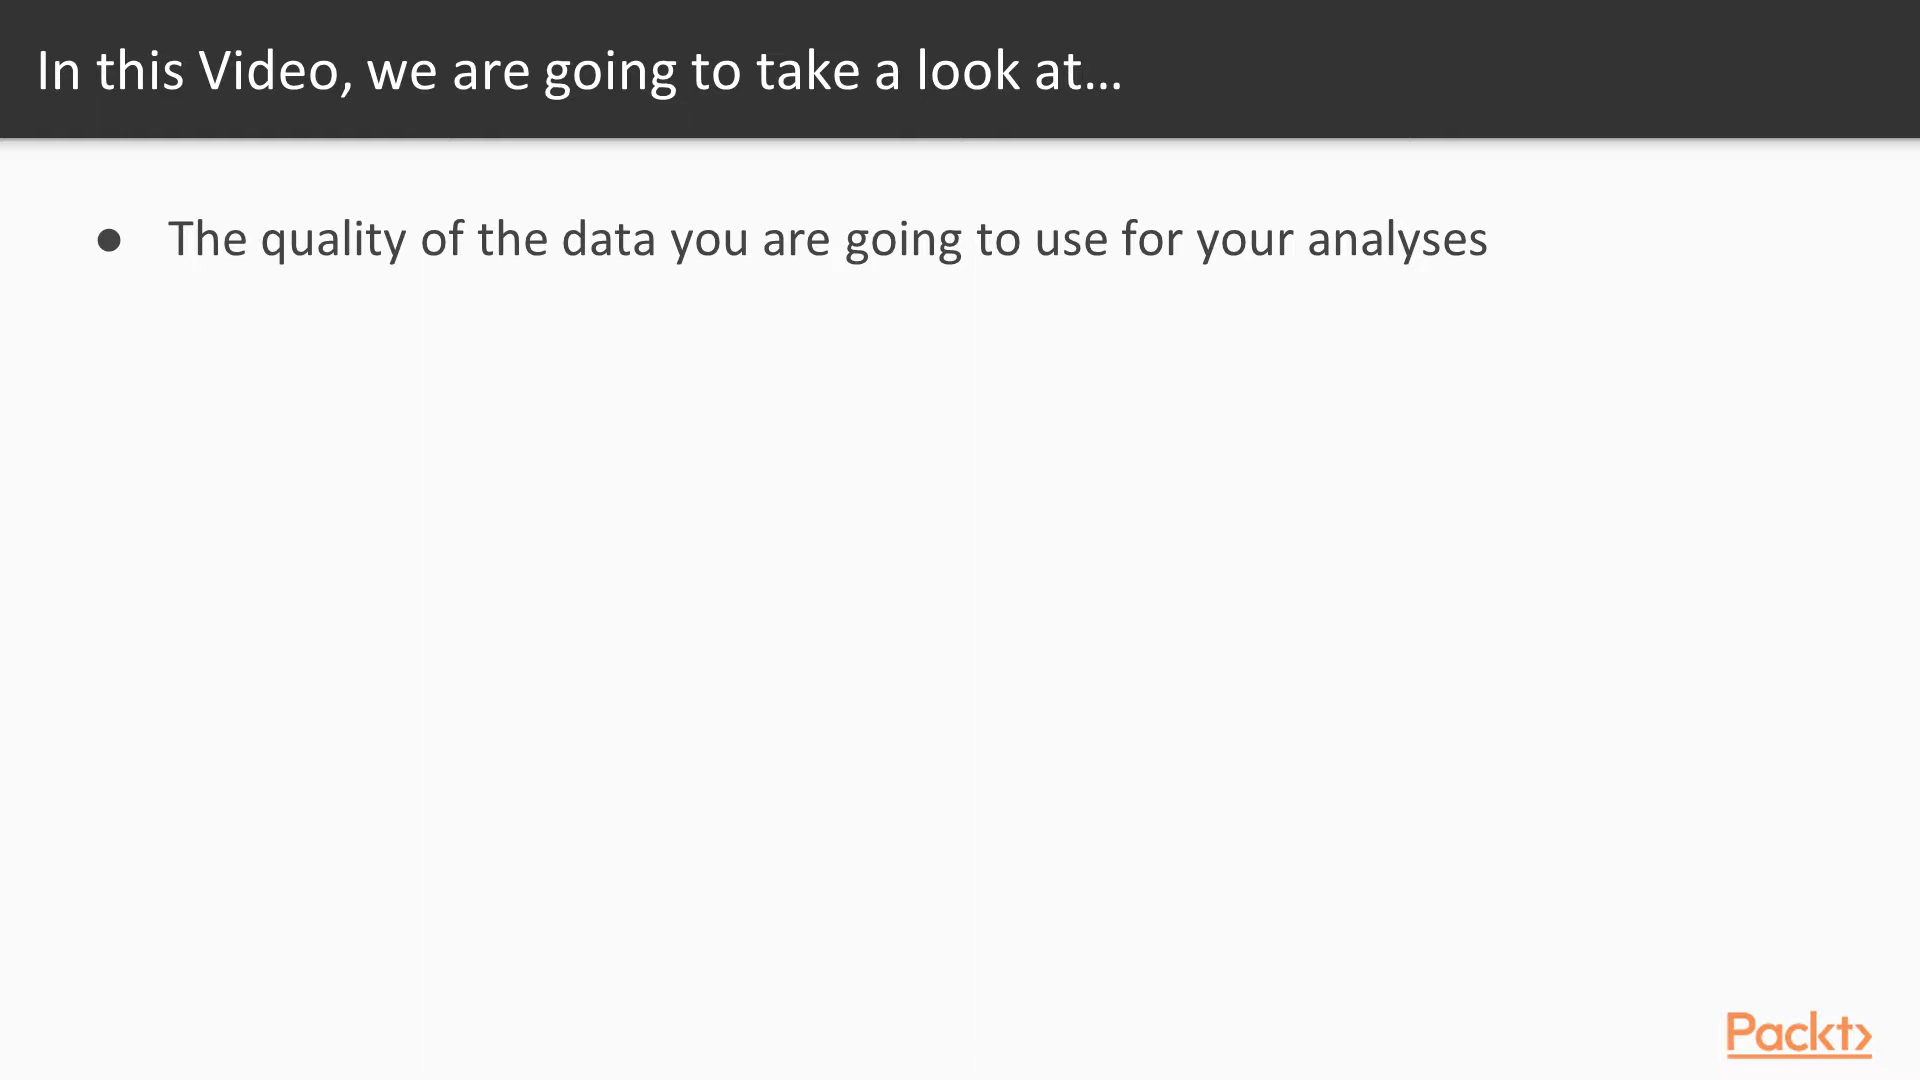 In this Video, we are going to take a look at...
● The quality of the data you are going to use for your analyses
Packt>